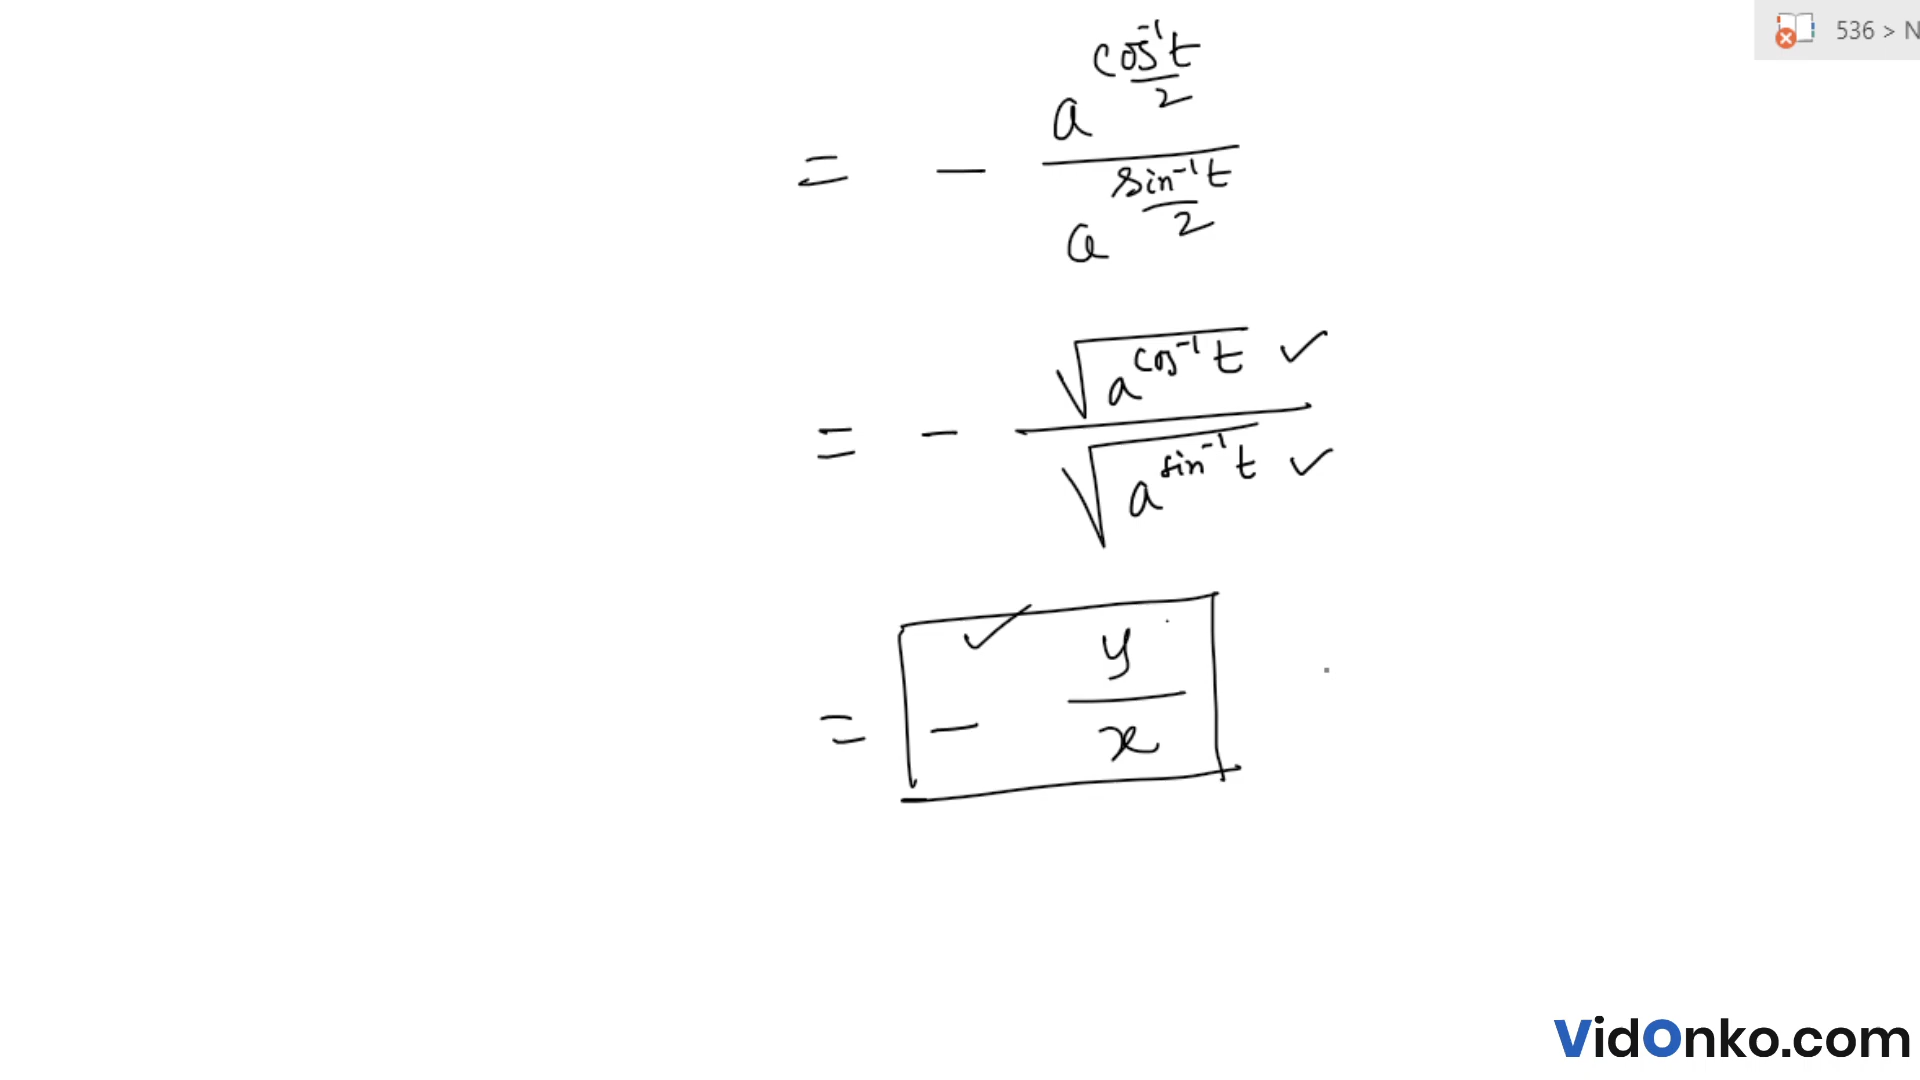 536 > N
= - a^(cos⁻¹t/2) / a^(sin⁻¹t/2)
= - √(a^(cos⁻¹t)) ✓ / √(a^(sin⁻¹t)) ✓
= ✓ - y/x
VidOnko.com